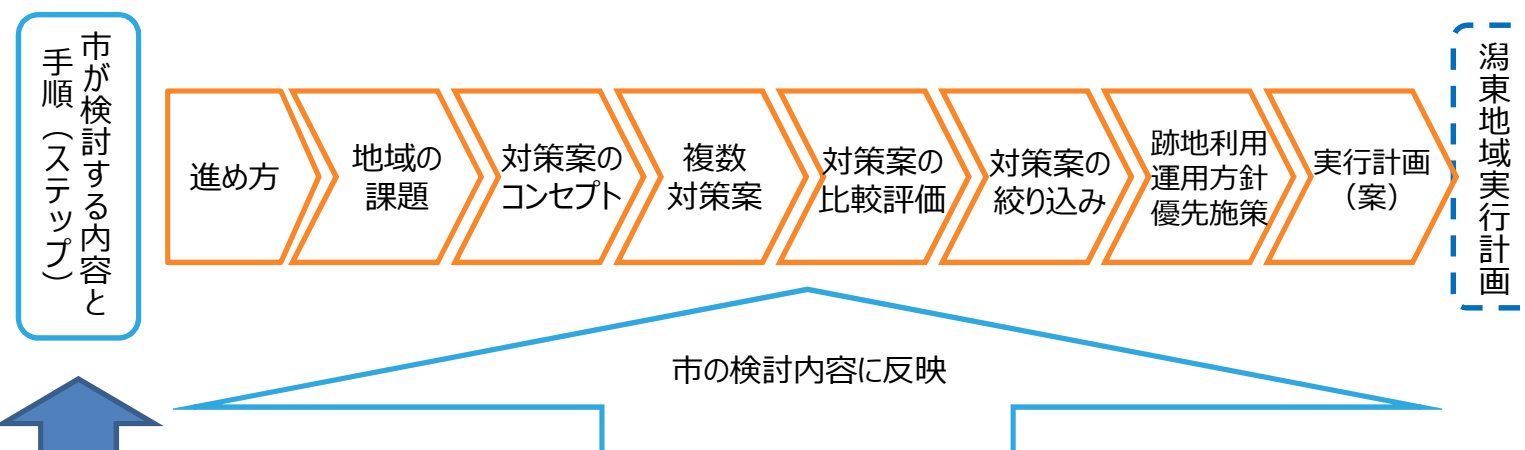 市が検討する内容と
手順（ステップ）
進め方
地域の
課題
対策案の
コンセプト
複数
対策案
対策案の
比較評価
対策案の
絞り込み
跡地利用
運用方針
優先施策
実行計画
（案）
潟東地域実行計画
市の検討内容に反映